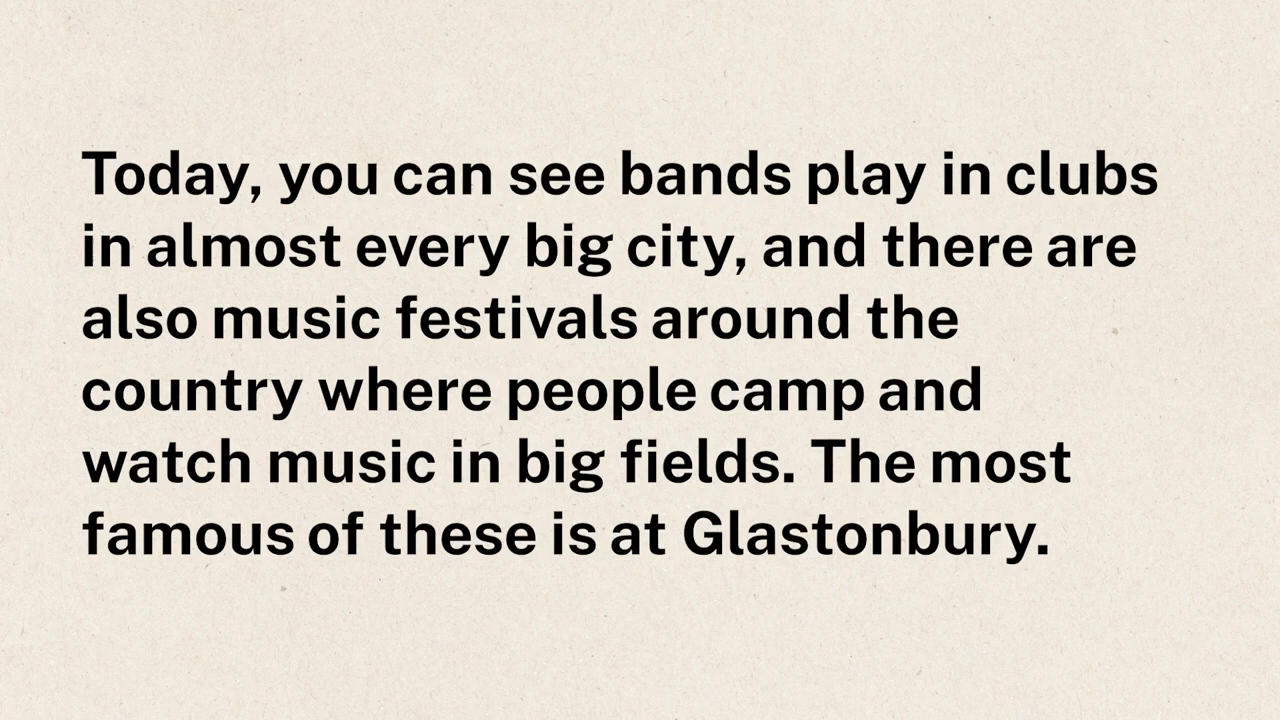 Today, you can see bands play in clubs
in almost every big city, and there are
also music festivals around the
country where people camp and
watch music in big fields. The most
famous of these is at Glastonbury.